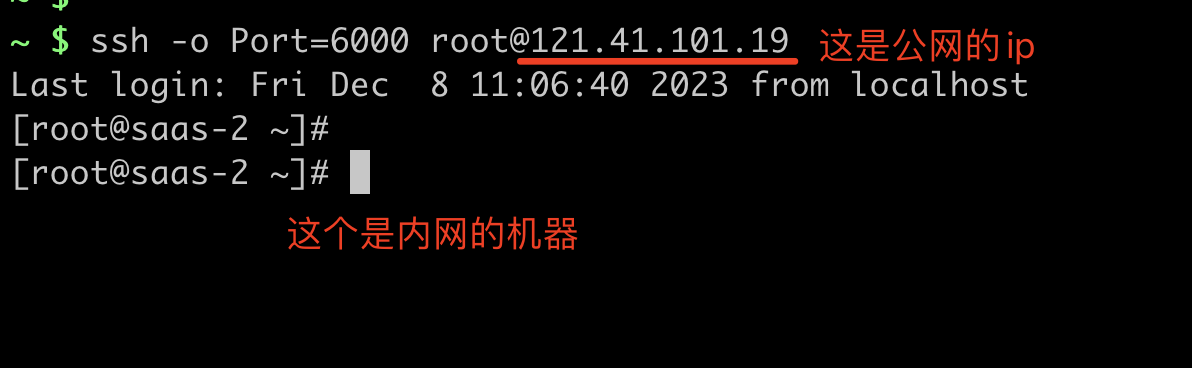 ~ $
~ $ ssh -o Port=6000 root@121.41.101.19 这是公网的ip
Last login: Fri Dec  8 11:06:40 2023 from localhost
[root@saas-2 ~]#
[root@saas-2 ~]#
这个是内网的机器